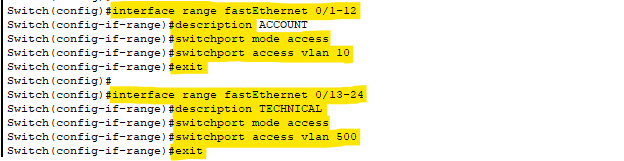 Switch(config)#interface range fastEthernet 0/1-12
Switch(config-if-range)#description ACCOUNT
Switch(config-if-range)#switchport mode access
Switch(config-if-range)#switchport access vlan 10
Switch(config-if-range)#exit
Switch(config)#
Switch(config)#interface range fastEthernet 0/13-24
Switch(config-if-range)#description TECHNICAL
Switch(config-if-range)#switchport mode access
Switch(config-if-range)#switchport access vlan 500
Switch(config-if-range)#exit